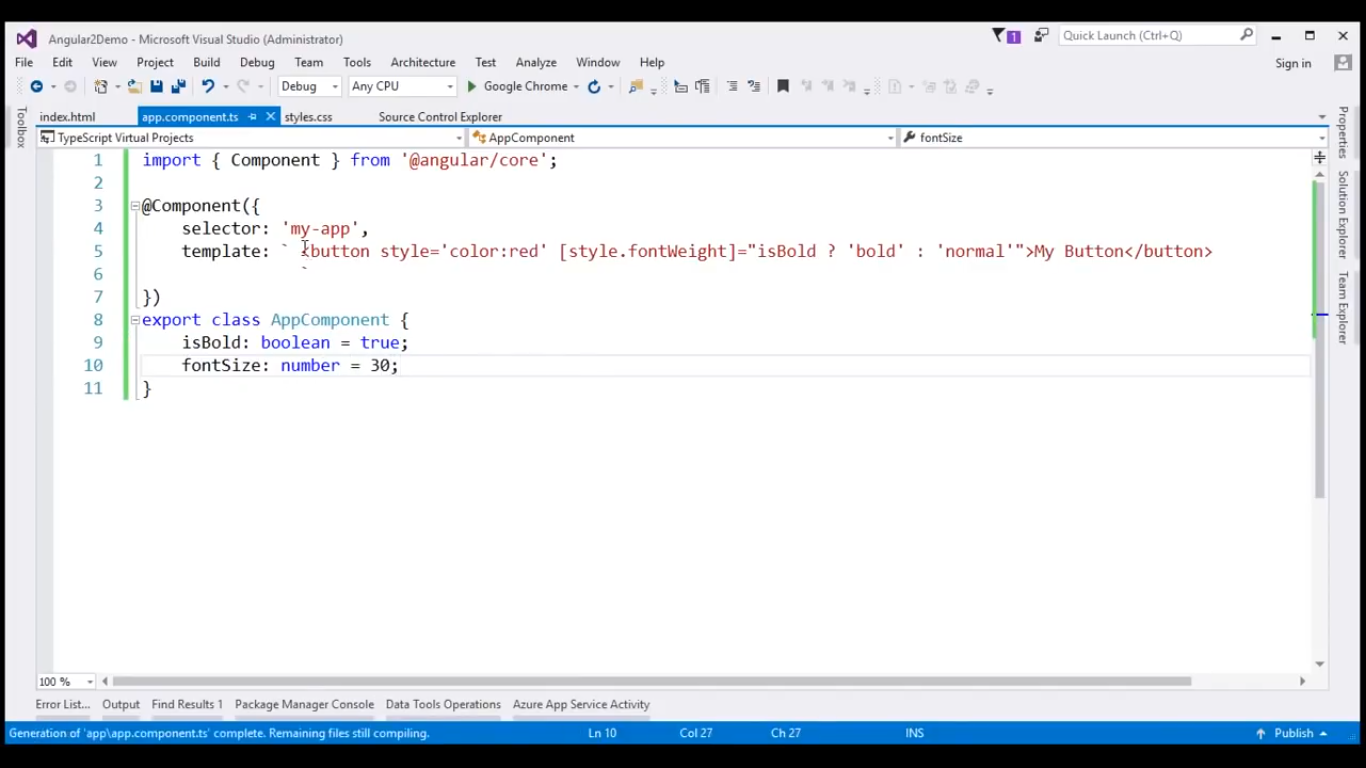 Angular2Demo - Microsoft Visual Studio (Administrator)
1
Quick Launch (Ctrl+Q)
File Edit View Project Build Debug Team Tools Architecture Test Analyze Window Help
Sign in
Debug Any CPU Google Chrome
index.html app.component.ts styles.css Source Control Explorer
TypeScript Virtual Projects AppComponent fontSize
Toolbox
Properties
Solution Explorer
Team Explorer
1 import { Component } from '@angular/core';
2
3 @Component({
4 selector: 'my-app',
5 template: ` <button style='color:red' [style.fontWeight]="isBold ? 'bold' : 'normal'">My Button</button>
6 `
7 })
8 export class AppComponent {
9 isBold: boolean = true;
10 fontSize: number = 30;
11 }
100 %
Error List... Output Find Results 1 Package Manager Console Data Tools Operations Azure App Service Activity
Generation of 'app\app.component.ts' complete. Remaining files still compiling. Ln 10 Col 27 Ch 27 INS Publish